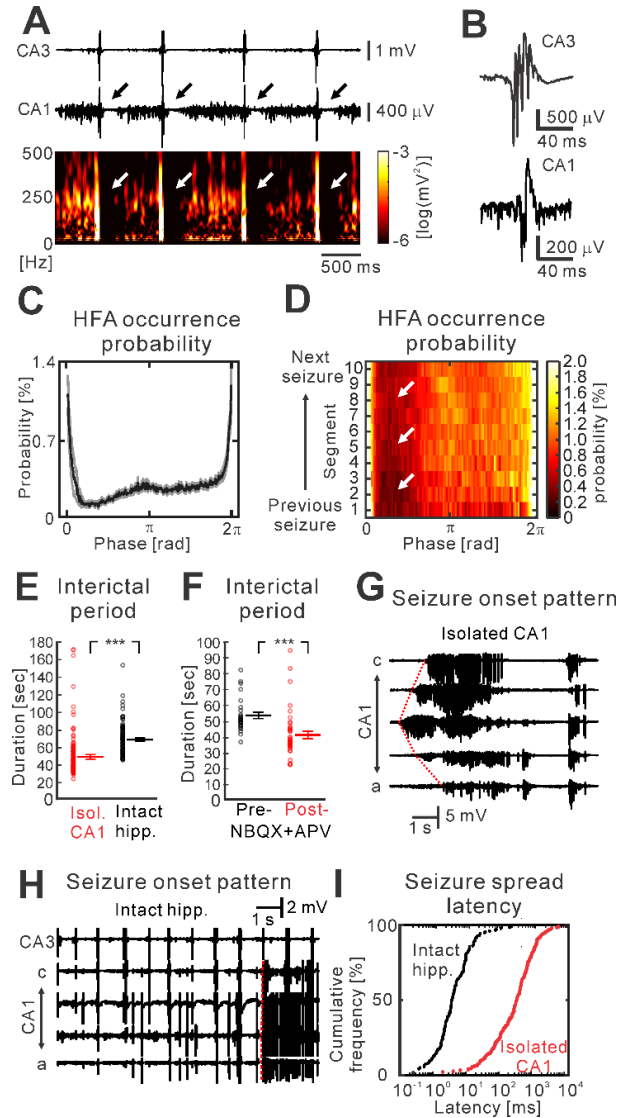 A
CA3
1 mV
CA1
400 μV
500
250
0
[Hz]
-3
-6
[log(mV²)]
500 ms
B
CA3
500 μV
40 ms
CA1
200 μV
40 ms
C
HFA occurrence
probability
1.4
0.7
0
Probability [%]
0 π 2π
Phase [rad]
D
HFA occurrence
probability
Next
seizure
Segment
Previous
seizure
10
9
8
7
6
5
4
3
2
1
0 π 2π
Phase [rad]
2.0
1.8
1.6
1.4
1.2
1.0
0.8
0.6
0.4
0.2
0
probability [%]
E
Interictal
period
***
180
160
140
120
100
80
60
40
20
0
Duration [sec]
Isol. Intact
CA1 hipp.
F
Interictal
period
***
100
90
80
70
60
50
40
30
20
10
0
Duration [sec]
Pre- Post-
NBQX+APV
G
Seizure onset pattern
Isolated CA1
c
CA1
a
1 s
5 mV
H
Seizure onset pattern
Intact hipp.
1 s
2 mV
CA3
c
CA1
a
I
Seizure spread
latency
100%
50%
0
Cumulative
frequency [%]
Intact
hipp.
Isolated
CA1
10⁻¹ 10⁰ 10¹ 10² 10³ 10⁴
Latency [ms]